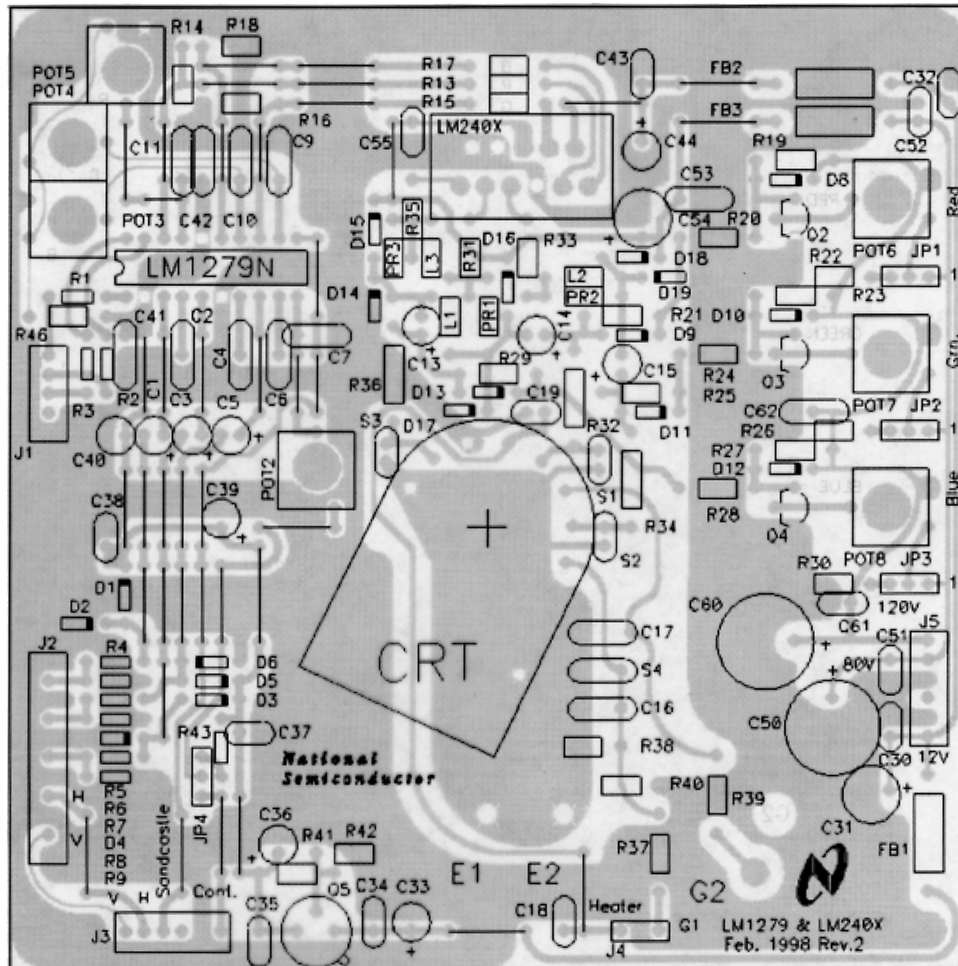 R14 R18
POT5
POT4
R17
R13
R15
R16
C43
FB2
FB3
C32
C52
C11
C9
C55
LM240X
C44
R19
D8
POT3 C42 C10
C53
C54
R20
RED
Q2
Red
D15
R35
PR3
L3
R31
D16
R33
D18
D19
L2
PR2
POT6 JP1
R22
R23
1
LM1279N
R1
D14
L1
PR1
C14
R21
D9
D10
GREEN
Grn
R46
C41
C2
C4
C7
C13
R29
C15
R24
R25
Q3
R36
D13
C19
R3
R2
C1
C3
C5
C6
S3
D17
R32
D11
C62
POT7 JP2
R26
1
J1
C40
POT2
R27
D12
BLUE
Blue
C38
C39
S1
R34
S2
R28
Q4
POT8 JP3
R30
1
D1
D2
C60
C61
120V
J5
J2
R4
D6
D5
D3
CRT
C17
S4
C16
C51
80V
C50
C30
12V
R43
C37
National
Semiconductor
R38
R5
R6
R7
D4
R8
R9
H
V
V H
Sandcastle
JP4
Cont.
R40
R39
G2
C31
FB1
C36
R41
R42
R37
E1 E2
G2
C35
Q5
C34
C33
C18
Heater
G1
J3
J4
LM1279 & LM240X
Feb. 1998 Rev.2